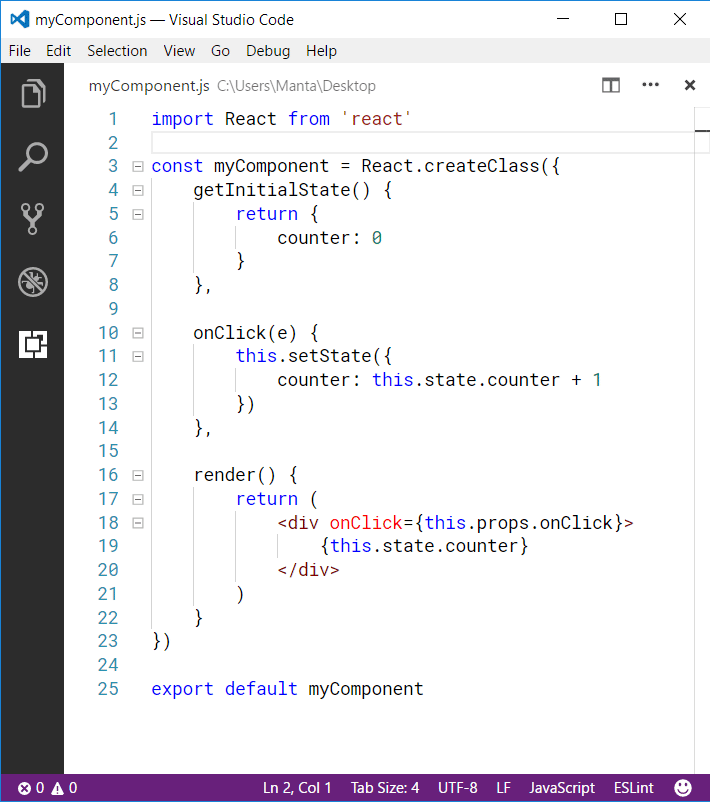 myComponent.js — Visual Studio Code
File Edit Selection View Go Debug Help
myComponent.js C:\Users\Manta\Desktop
1 import React from 'react'
2
3 const myComponent = React.createClass({
4     getInitialState() {
5         return {
6             counter: 0
7         }
8     },
9
10     onClick(e) {
11         this.setState({
12             counter: this.state.counter + 1
13         })
14     },
15
16     render() {
17         return (
18             <div onClick={this.props.onClick}>
19                 {this.state.counter}
20             </div>
21         )
22     }
23 })
24
25 export default myComponent
0 0 Ln 2, Col 1 Tab Size: 4 UTF-8 LF JavaScript ESLint